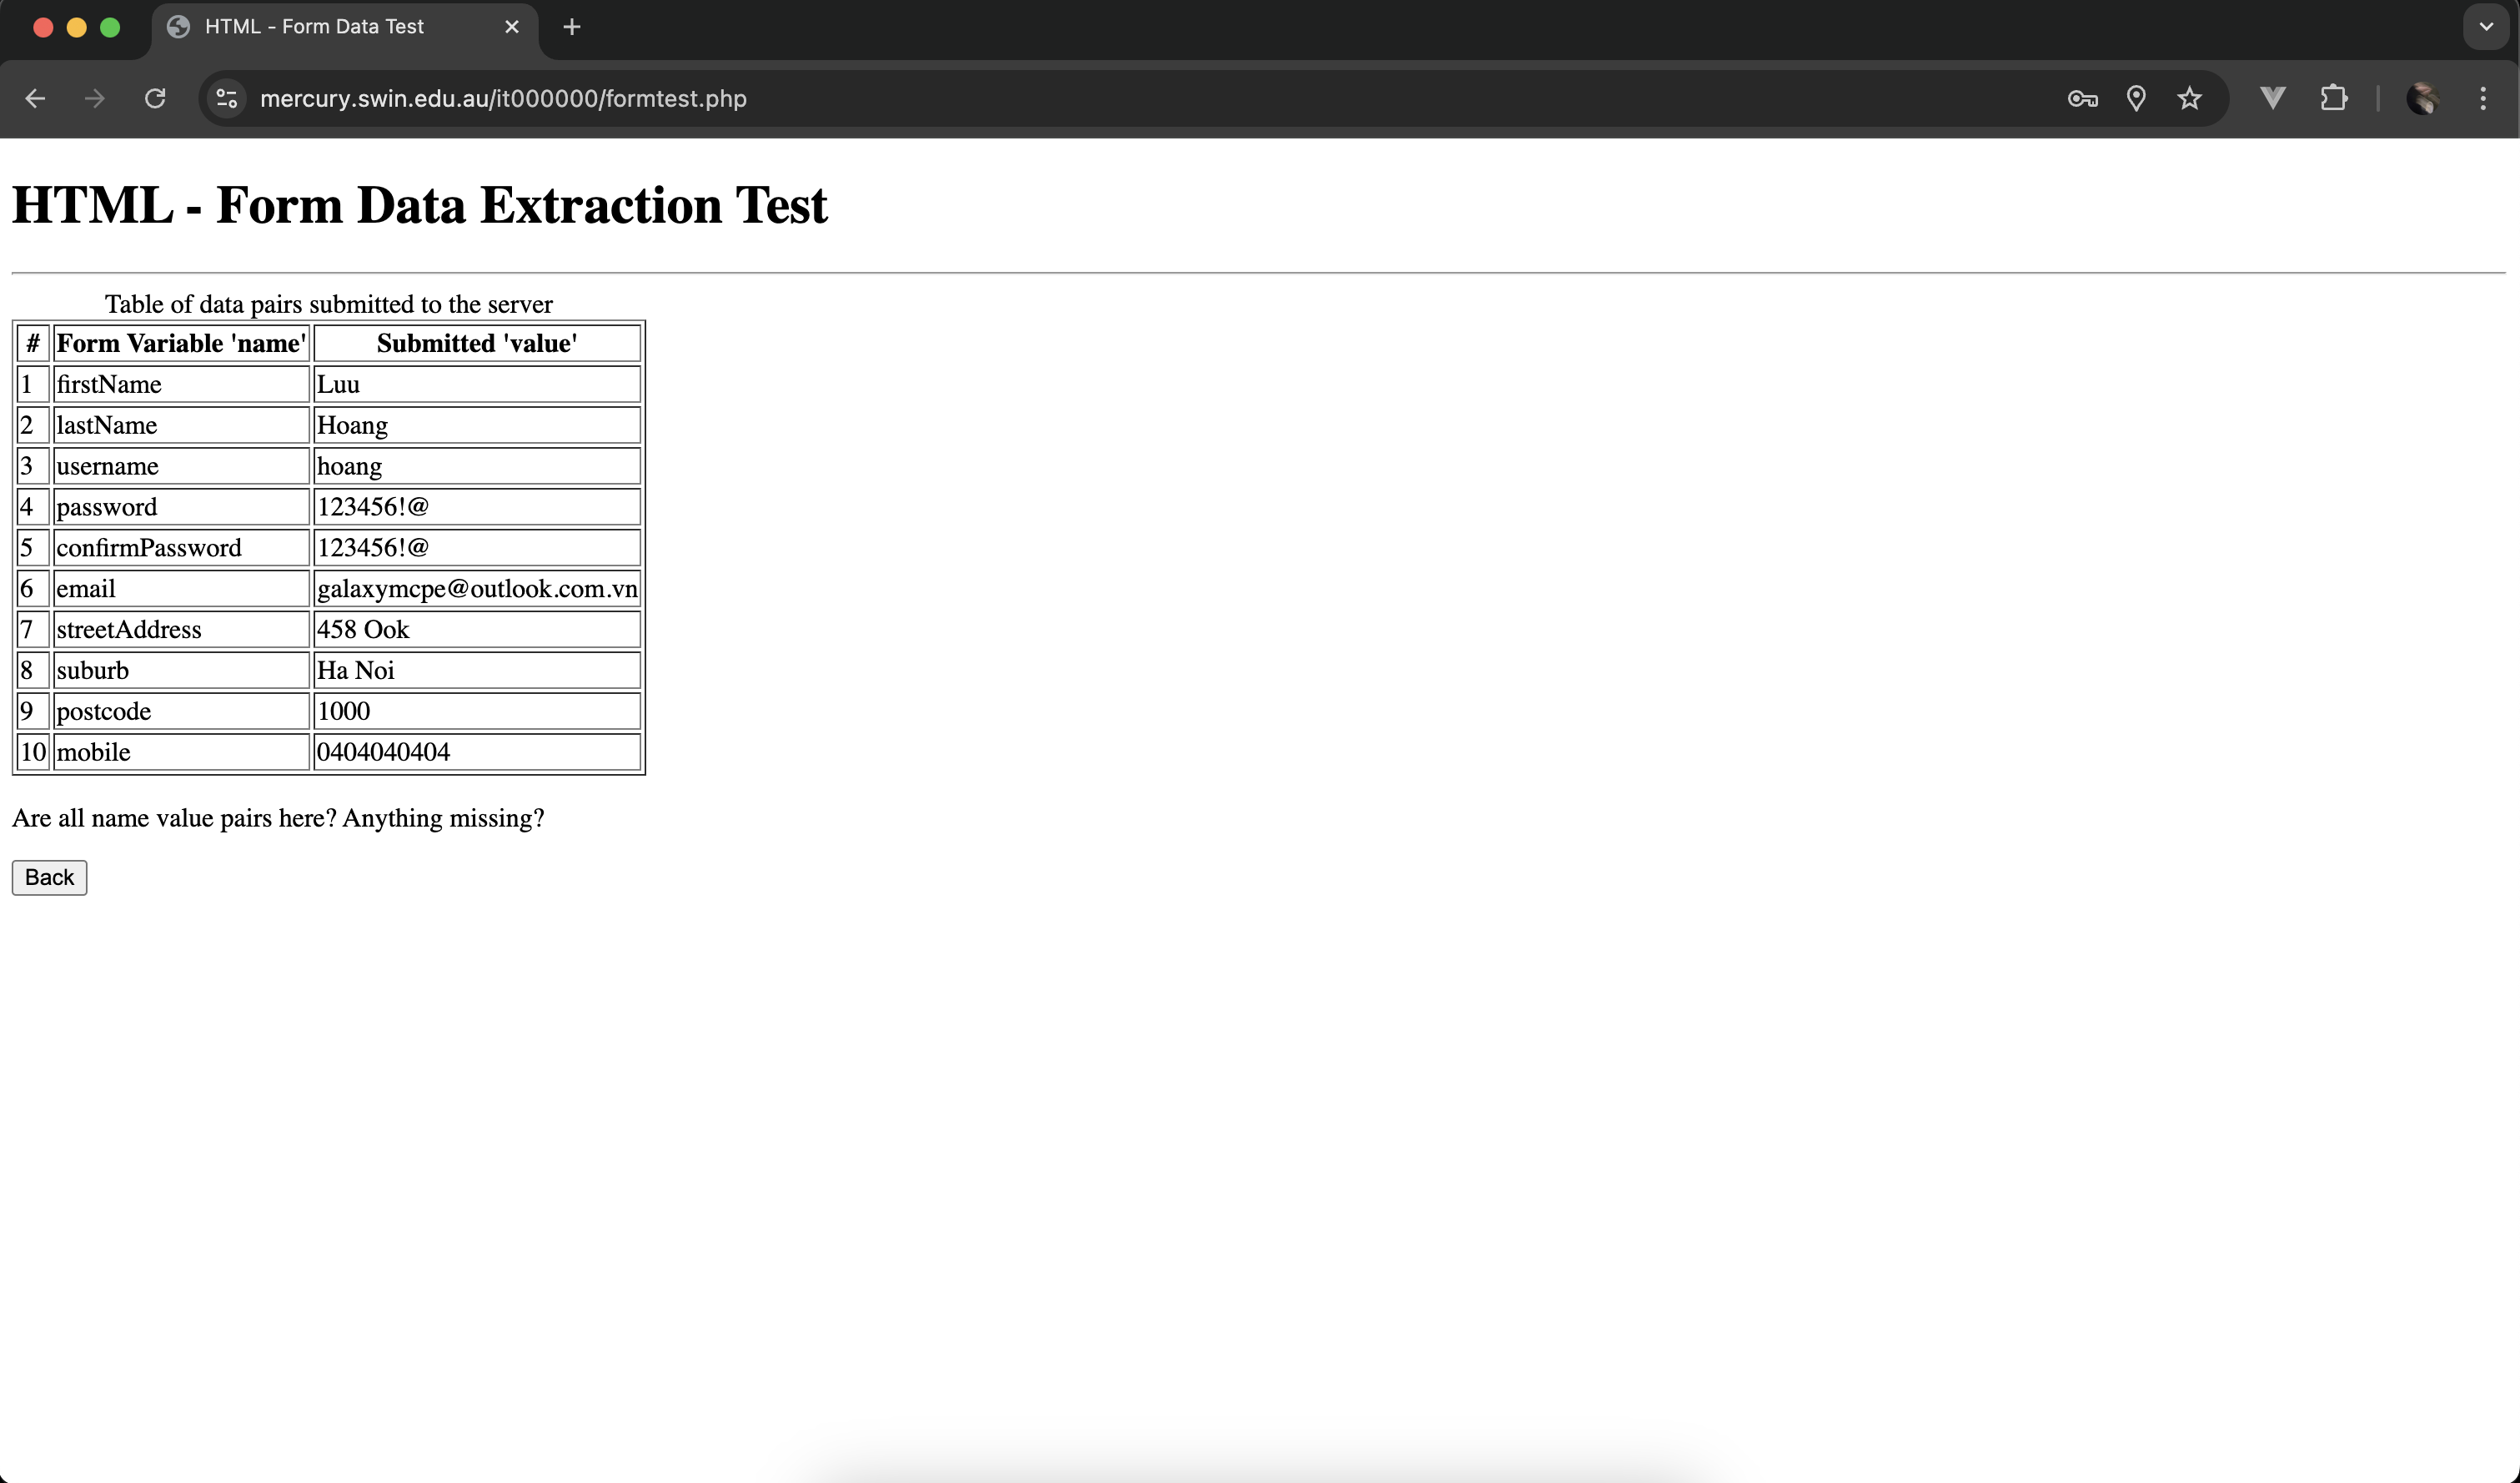 HTML - Form Data Test
mercury.swin.edu.au/it000000/formtest.php
HTML - Form Data Extraction Test
Table of data pairs submitted to the server
# Form Variable 'name' Submitted 'value'
1 firstName Luu
2 lastName Hoang
3 username hoang
4 password 123456!@
5 confirmPassword 123456!@
6 email galaxymcpe@outlook.com.vn
7 streetAddress 458 Ook
8 suburb Ha Noi
9 postcode 1000
10 mobile 0404040404
Are all name value pairs here? Anything missing?
Back